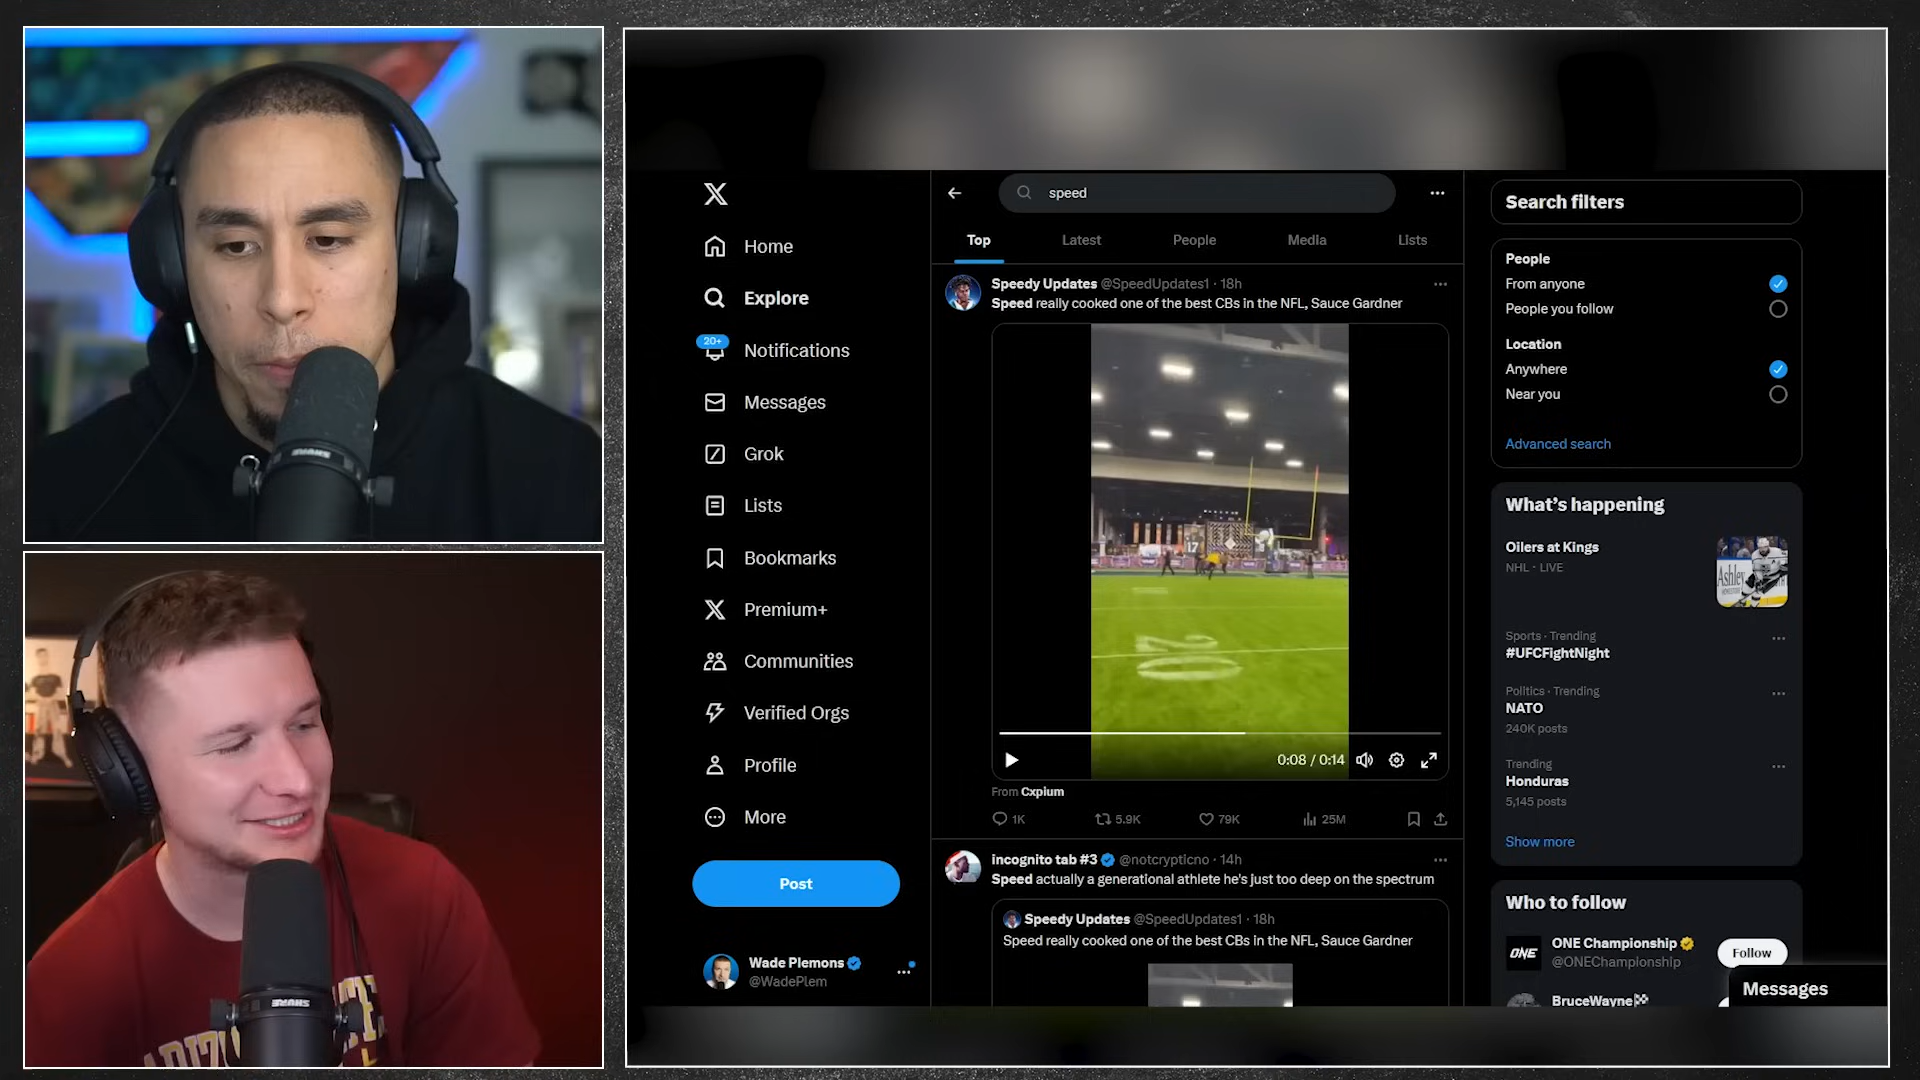 SHURE
SHURE
Home
Explore
20+
Notifications
Messages
Grok
Lists
Bookmarks
Premium+
Communities
Verified Orgs
Profile
More
Post
Wade Plemons
@WadePlem
speed
Top Latest People Media Lists
Speedy Updates @SpeedUpdates1 · 18h
Speed really cooked one of the best CBs in the NFL, Sauce Gardner
17
20
0:08 / 0:14
From Cxpium
1K 5.9K 79K 25M
incognito tab #3 @notcrypticno · 14h
Speed actually a generational athlete he's just too deep on the spectrum
Speedy Updates @SpeedUpdates1 · 18h
Speed really cooked one of the best CBs in the NFL, Sauce Gardner
Search filters
People
From anyone
People you follow
Location
Anywhere
Near you
Advanced search
What's happening
Oilers at Kings
NHL · LIVE
Ashley
Sports · Trending
#UFCFightNight
Politics · Trending
NATO
240K posts
Trending
Honduras
5,145 posts
Show more
Who to follow
ONE
ONE Championship
@ONEChampionship
Follow
BruceWayne
Messages